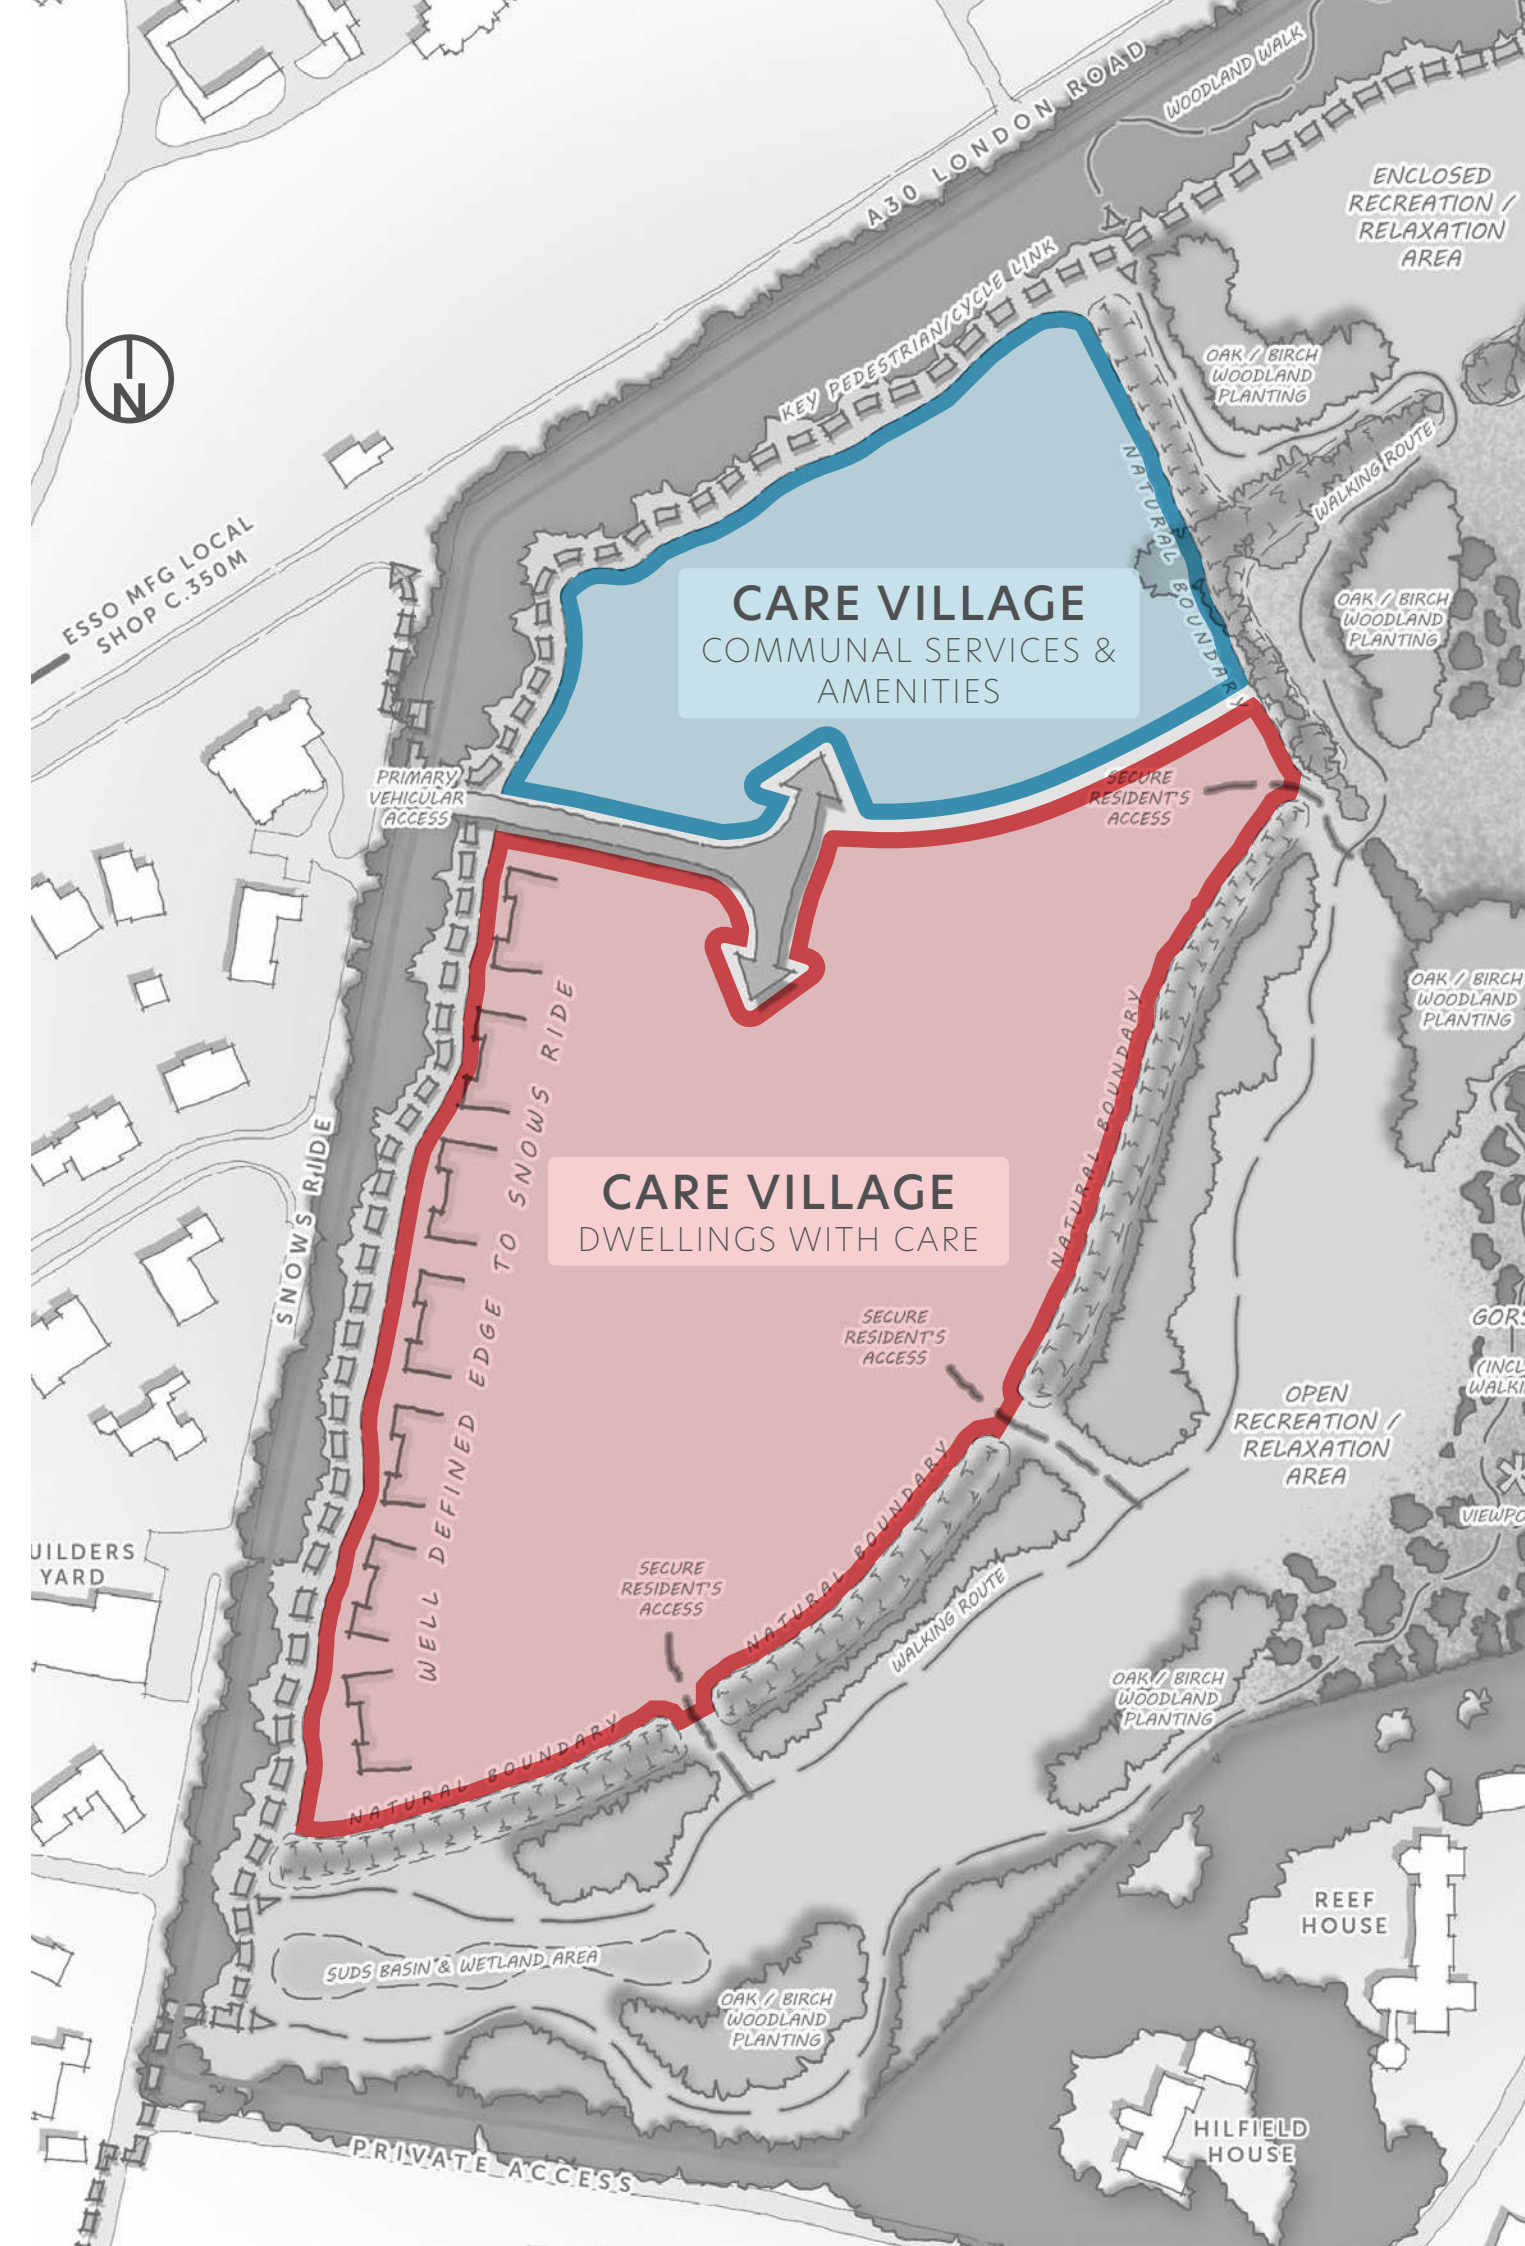 A30 LONDON ROAD
WOODLAND WALK
ENCLOSED
RECREATION /
RELAXATION
AREA
KEY PEDESTRIAN/CYCLE LINK
N
OAK / BIRCH
WOODLAND
PLANTING
NATURAL BOUNDARY
WALKING ROUTE
ESSO MFG LOCAL
SHOP C.350M
CARE VILLAGE
COMMUNAL SERVICES &
AMENITIES
OAK / BIRCH
WOODLAND
PLANTING
PRIMARY
VEHICULAR
ACCESS
SECURE
RESIDENT'S
ACCESS
OAK / BIRCH
WOODLAND
PLANTING
WELL DEFINED EDGE TO SNOWS RIDE
NATURAL BOUNDARY
SNOWS RIDE
CARE VILLAGE
DWELLINGS WITH CARE
SECURE
RESIDENT'S
ACCESS
GORS
(INCL
WALKI
OPEN
RECREATION /
RELAXATION
AREA
VIEWPO
UILDERS
YARD
SECURE
RESIDENT'S
ACCESS
NATURAL BOUNDARY
WALKING ROUTE
OAK / BIRCH
WOODLAND
PLANTING
NATURAL BOUNDARY
REEF
HOUSE
SUDS BASIN & WETLAND AREA
OAK / BIRCH
WOODLAND
PLANTING
HILFIELD
HOUSE
PRIVATE ACCESS